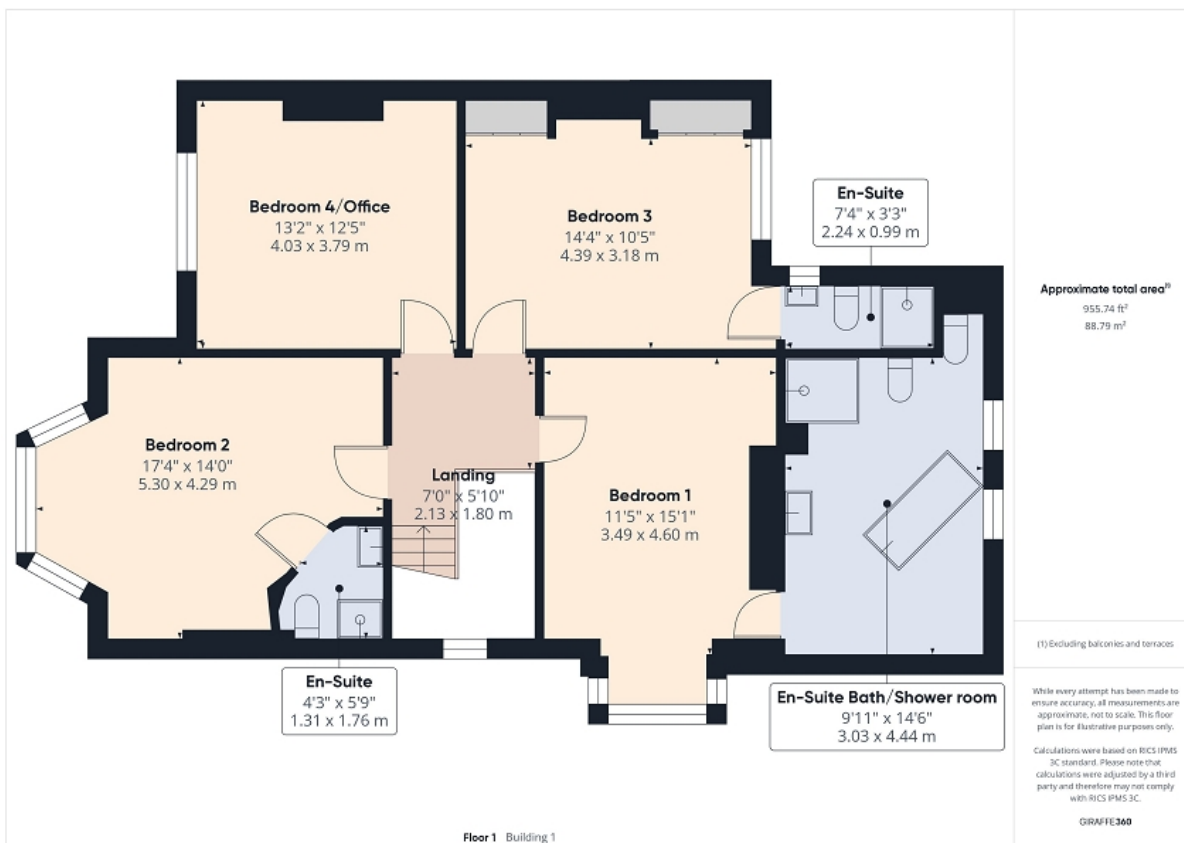 Bedroom 4/Office
13'2" x 12'5"
4.03 x 3.79 m
Bedroom 3
14'4" x 10'5"
4.39 x 3.18 m
En-Suite
7'4" x 3'3"
2.24 x 0.99 m
Bedroom 2
17'4" x 14'0"
5.30 x 4.29 m
Landing
7'0" x 5'10"
2.13 x 1.80 m
Bedroom 1
11'5" x 15'1"
3.49 x 4.60 m
En-Suite
4'3" x 5'9"
1.31 x 1.76 m
En-Suite Bath/Shower room
9'11" x 14'6"
3.03 x 4.44 m
Floor 1 Building 1
Approximate total area⁽¹⁾
955.74 ft²
88.79 m²
(1) Excluding balconies and terraces
While every attempt has been made to
ensure accuracy, all measurements are
approximate, not to scale. This floor
plan is for illustrative purposes only.
Calculations were based on RICS IPMS
3C standard. Please note that
calculations were adjusted by a third
party and therefore may not comply
with RICS IPMS 3C.
GIRAFFE360